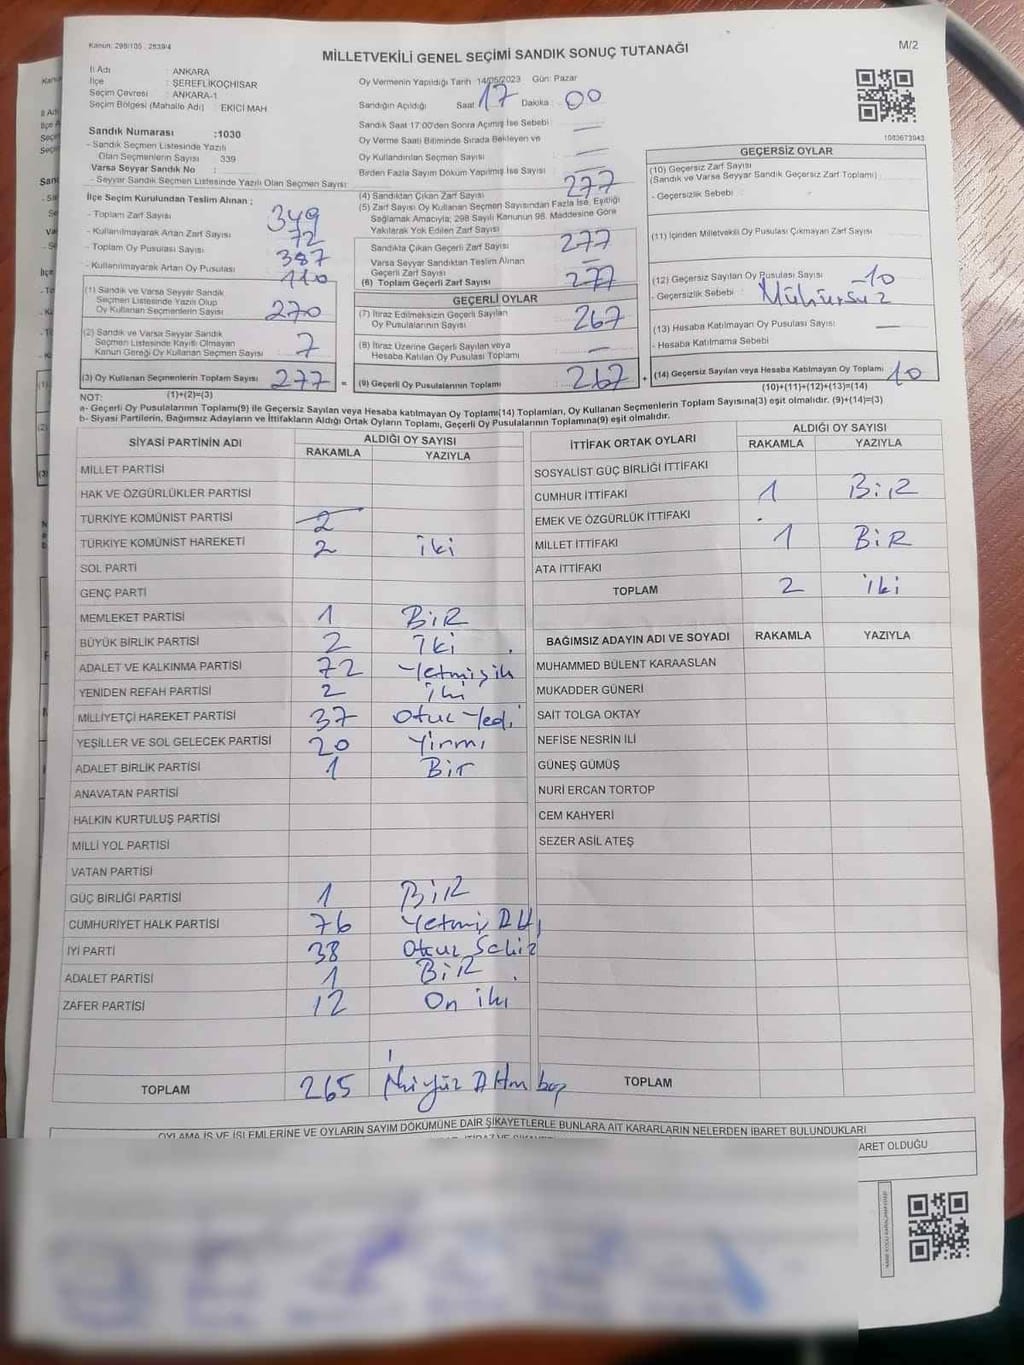 Kanun: 298/105 , 2839/4
MİLLETVEKİLİ GENEL SEÇİMİ SANDIK SONUÇ TUTANAĞI
M/2
İl Adı : ANKARA
İlçe : ŞEREFLİKOÇHİSAR
Seçim Çevresi : ANKARA-1
Seçim Bölgesi (Mahalle Adı) : EKİCİ MAH
Sandık Numarası :1030
- Sandık Seçmen Listesinde Yazılı
Olan Seçmenlerin Sayısı : 339
Varsa Seyyar Sandık No :
- Seyyar Sandık Seçmen Listesinde Yazılı Olan Seçmen Sayısı:
Oy Vermenin Yapıldığı Tarih 14/05/2023 Gün: Pazar
Sandığın Açıldığı Saat 17 Dakika : 00
Sandık Saat 17:00'den Sonra Açılmış İse Sebebi : —
Oy Verme Saati Bitiminde Sırada Bekleyen ve
Oy Kullandırılan Seçmen Sayısı : —
Birden Fazla Sayım Döküm Yapılmış İse Sayısı : —
1083673943
İlçe Seçim Kurulundan Teslim Alınan ;
- Toplam Zarf Sayısı : 349
- Kullanılmayarak Artan Zarf Sayısı : 72
- Toplam Oy Pusulası Sayısı : 387
- Kullanılmayarak Artan Oy Pusulası : 110
(1) Sandık ve Varsa Seyyar Sandık
Seçmen Listesinde Yazılı Olup
Oy Kullanan Seçmenlerin Sayısı : 270
(2) Sandık ve Varsa Seyyar Sandık
Seçmen Listesinde Kayıtlı Olmayan
Kanun Gereği Oy Kullanan Seçmen Sayısı : 7
(3) Oy Kullanan Seçmenlerin Toplam Sayısı : 277
(1)+(2)=(3)
(4) Sandıktan Çıkan Zarf Sayısı : 277
(5) Zarf Sayısı Oy Kullanan Seçmen Sayısından Fazla İse, Eşitliği
Sağlamak Amacıyla; 298 Sayılı Kanunun 98. Maddesine Göre
Yakılarak Yok Edilen Zarf Sayısı :
Sandıkta Çıkan Geçerli Zarf Sayısı : 277
Varsa Seyyar Sandıktan Teslim Alınan
Geçerli Zarf Sayısı :
(6) Toplam Geçerli Zarf Sayısı : 277
GEÇERLİ OYLAR
(7) İtiraz Edilmeksizin Geçerli Sayılan
Oy Pusulalarının Sayısı : 267
(8) İtiraz Üzerine Geçerli Sayılan veya
Hesaba Katılan Oy Pusulası Toplamı : —
= (9) Geçerli Oy Pusulalarının Toplamı : 267
GEÇERSİZ OYLAR
(10) Geçersiz Zarf Sayısı
(Sandık ve Varsa Seyyar Sandık Geçersiz Zarf Toplamı) :
- Geçersizlik Sebebi :
(11) İçinden Milletvekili Oy Pusulası Çıkmayan Zarf Sayısı :
(12) Geçersiz Sayılan Oy Pusulası Sayısı : 10
- Geçersizlik Sebebi : Mühürsüz
(13) Hesaba Katılmayan Oy Pusulası Sayısı : —
- Hesaba Katılmama Sebebi :
+ (14) Geçersiz Sayılan veya Hesaba Katılmayan Oy Toplamı : 10
(10)+(11)+(12)+(13)=(14)
NOT:
a- Geçerli Oy Pusulalarının Toplamı(9) ile Geçersiz Sayılan veya Hesaba katılmayan Oy Toplamı(14) Toplamları, Oy Kullanan Seçmenlerin Toplam Sayısına(3) eşit olmalıdır. (9)+(14)=(3)
b- Siyasi Partilerin, Bağımsız Adayların ve İttifakların Aldığı Ortak Oyların Toplamı, Geçerli Oy Pusulalarının Toplamına(9) eşit olmalıdır.
SİYASİ PARTİNİN ADI ALDIĞI OY SAYISI
RAKAMLA YAZIYLA
MİLLET PARTİSİ
HAK VE ÖZGÜRLÜKLER PARTİSİ
TÜRKİYE KOMÜNİST PARTİSİ 2
TÜRKİYE KOMÜNİST HAREKETİ 2 iki
SOL PARTİ
GENÇ PARTİ
MEMLEKET PARTİSİ 1 BİR
BÜYÜK BİRLİK PARTİSİ 2 İki
ADALET VE KALKINMA PARTİSİ 72 Yetmiş iki
YENİDEN REFAH PARTİSİ 2 iki
MİLLİYETÇİ HAREKET PARTİSİ 37 Otuz Yedi
YEŞİLLER VE SOL GELECEK PARTİSİ 20 Yirmi
ADALET BİRLİK PARTİSİ 1 Bir
ANAVATAN PARTİSİ
HALKIN KURTULUŞ PARTİSİ
MİLLİ YOL PARTİSİ
VATAN PARTİSİ
GÜÇ BİRLİĞİ PARTİSİ 1 BİR
CUMHURİYET HALK PARTİSİ 76 Yetmiş Altı
İYİ PARTİ 38 Otuz Sekiz
ADALET PARTİSİ 1 BİR
ZAFER PARTİSİ 12 On iki
TOPLAM 265 İkiyüz Altmış beş
İTTİFAK ORTAK OYLARI ALDIĞI OY SAYISI
RAKAMLA YAZIYLA
SOSYALİST GÜÇ BİRLİĞİ İTTİFAKI
CUMHUR İTTİFAKI 1 BİR
EMEK VE ÖZGÜRLÜK İTTİFAKI
MİLLET İTTİFAKI 1 BİR
ATA İTTİFAKI
TOPLAM 2 iki
BAĞIMSIZ ADAYIN ADI VE SOYADI RAKAMLA YAZIYLA
MUHAMMED BÜLENT KARAASLAN
MUKADDER GÜNERİ
SAİT TOLGA OKTAY
NEFİSE NESRİN İLİ
GÜNEŞ GÜMÜŞ
NURİ ERCAN TORTOP
CEM KAHYERİ
SEZER ASİL ATEŞ
TOPLAM
OYLAMA İŞ VE İŞLEMLERİNE VE OYLARIN SAYIM DÖKÜMÜNE DAİR ŞİKAYETLERLE BUNLARA AİT KARARLARIN NELERDEN İBARET BULUNDUKLARI
ARET OLDUĞU